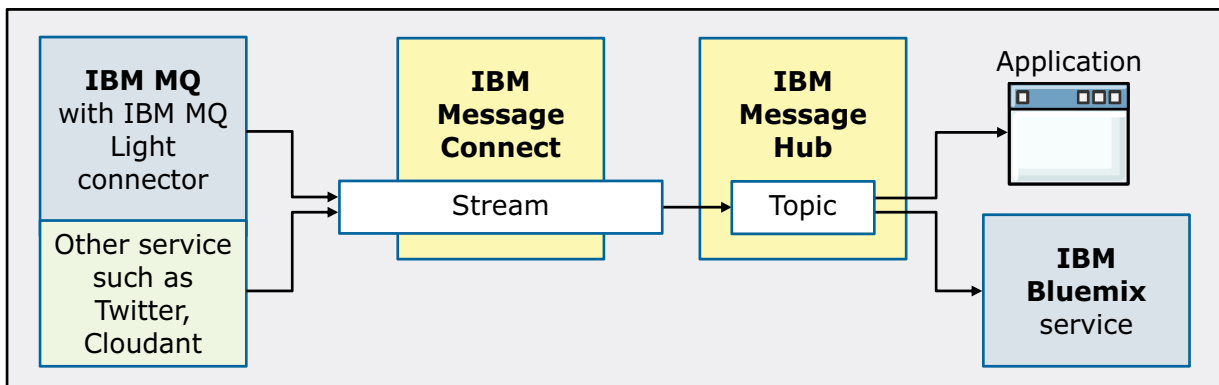 IBM MQ
with IBM MQ
Light
connector
Other service
such as
Twitter,
Cloudant
IBM
Message
Connect
Stream
IBM
Message
Hub
Topic
Application
IBM
Bluemix
service